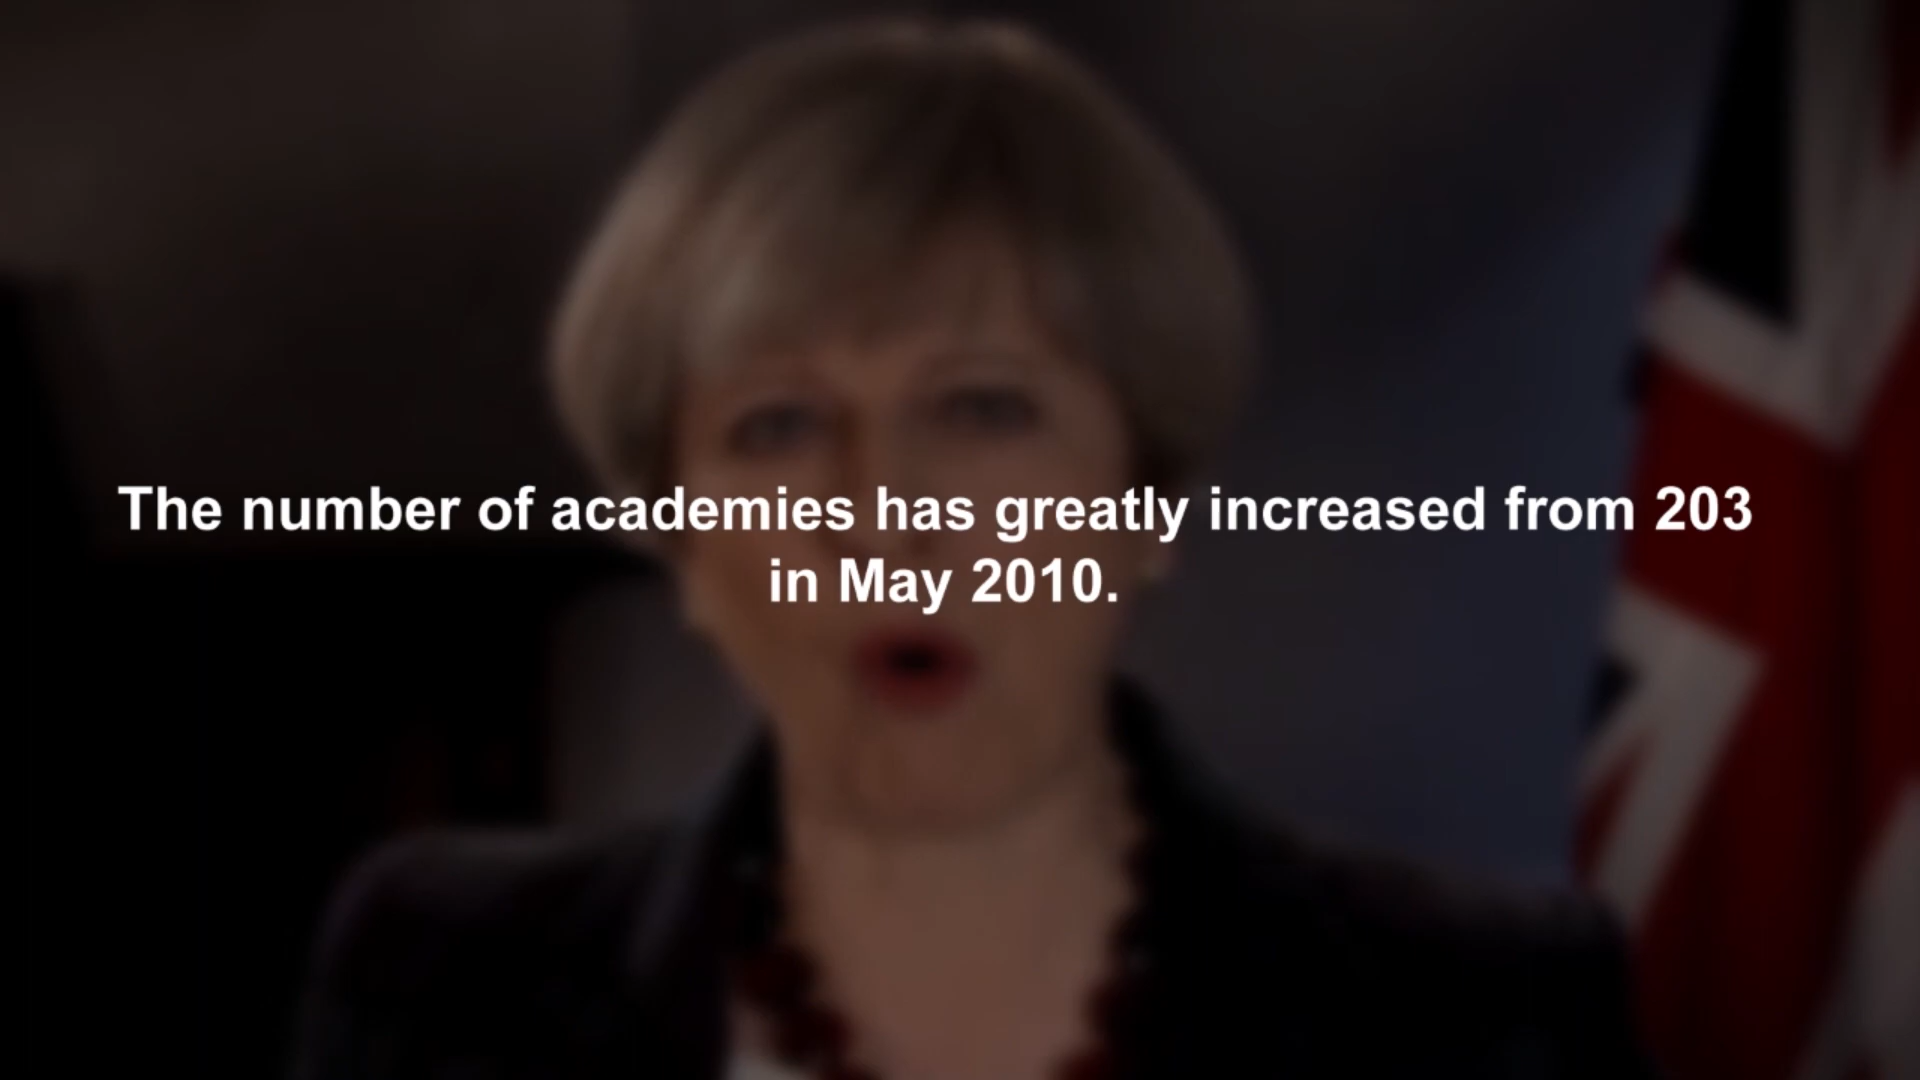 The number of academies has greatly increased from 203
in May 2010.